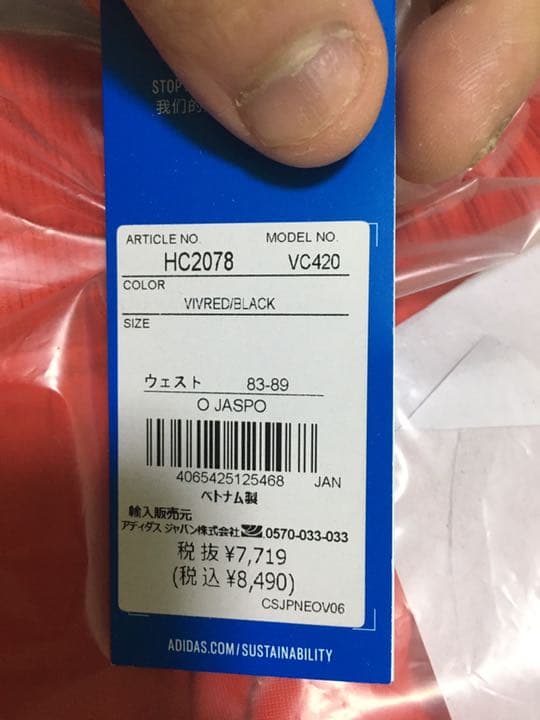 STOP
我们的
ARTICLE NO. MODEL NO.
HC2078 VC420
COLOR
VIVRED/BLACK
SIZE
ウェスト 83-89
O JASPO
4065425125468 JAN
ベトナム製
輸入販売元
アディダス ジャパン株式会社 0570-033-033
税抜 ¥7,719
(税込 ¥8,490)
CSJPNEOV06
ADIDAS.COM/SUSTAINABILITY